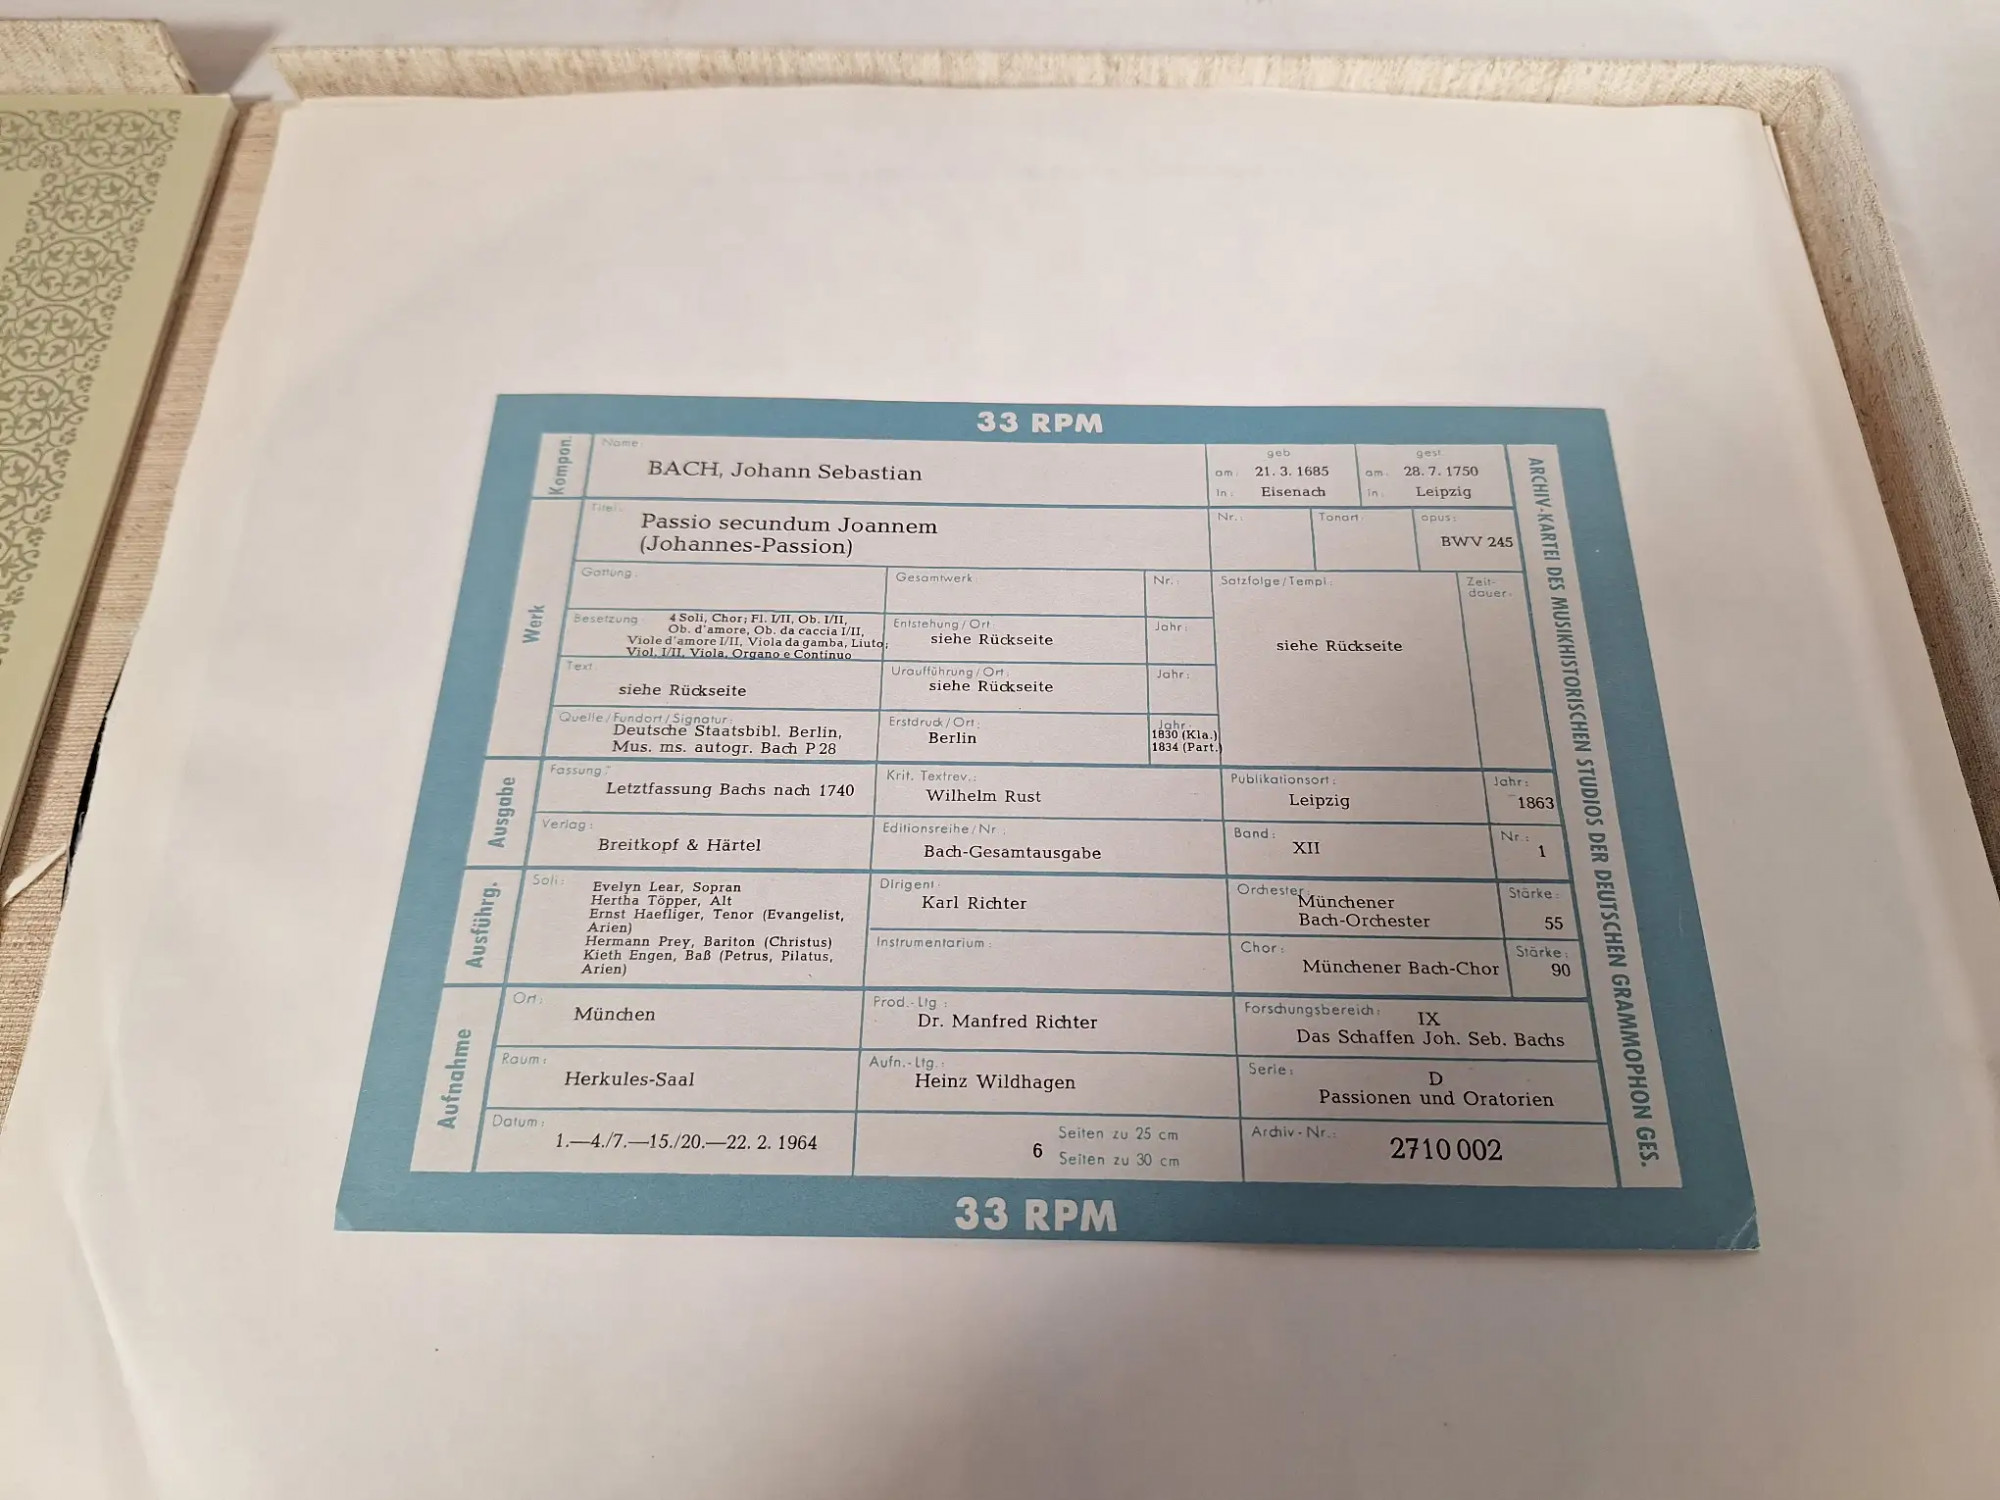 33 RPM
Kompon.
Name:
BACH, Johann Sebastian
geb
am: 21. 3. 1685
in: Eisenach
gest
am: 28. 7. 1750
in: Leipzig
Werk
Titel:
Passio secundum Joannem
(Johannes-Passion)
Nr.:
Tonart
opus:
BWV 245
Gattung:
Gesamtwerk:
Nr.:
Satzfolge/Templ.:
siehe Rückseite
Zeit-
dauer:
Besetzung: 4 Soli, Chor; Fl. I/II, Ob. I/II,
Ob. d'amore, Ob. da caccia I/II,
Viole d'amore I/II, Viola da gamba, Liuto;
Viol. I/II, Viola, Organo e Continuo
Entstehung/Ort
siehe Rückseite
Jahr:
Text:
siehe Rückseite
Uraufführung/Ort:
siehe Rückseite
Jahr:
Quelle/Fundort/Signatur:
Deutsche Staatsbibl. Berlin,
Mus. ms. autogr. Bach P 28
Erstdruck/Ort:
Berlin
Jahr:
1830 (Kla.)
1834 (Part.)
Ausgabe
Fassung:
Letztfassung Bachs nach 1740
Krit. Textrev.:
Wilhelm Rust
Publikationsort:
Leipzig
Jahr:
1863
Verlag:
Breitkopf & Härtel
Editionsreihe/Nr.:
Bach-Gesamtausgabe
Band:
XII
Nr.:
1
Ausführg.
Soli:
Evelyn Lear, Sopran
Hertha Töpper, Alt
Ernst Haefliger, Tenor (Evangelist,
Arien)
Hermann Prey, Bariton (Christus)
Kieth Engen, Baß (Petrus, Pilatus,
Arien)
Dirigent:
Karl Richter
Orchester:
Münchener
Bach-Orchester
Stärke:
55
Instrumentarium:
Chor:
Münchener Bach-Chor
Stärke:
90
Aufnahme
Ort:
München
Prod.-Ltg.:
Dr. Manfred Richter
Forschungsbereich:
IX
Das Schaffen Joh. Seb. Bachs
Raum:
Herkules-Saal
Aufn.-Ltg.:
Heinz Wildhagen
Serie:
D
Passionen und Oratorien
Datum:
1.—4./7.—15./20.—22. 2. 1964
Seiten zu 25 cm
6 Seiten zu 30 cm
Archiv-Nr.:
2710 002
ARCHIV-KARTEI DES MUSIKHISTORISCHEN STUDIOS DER DEUTSCHEN GRAMMOPHON GES.
33 RPM